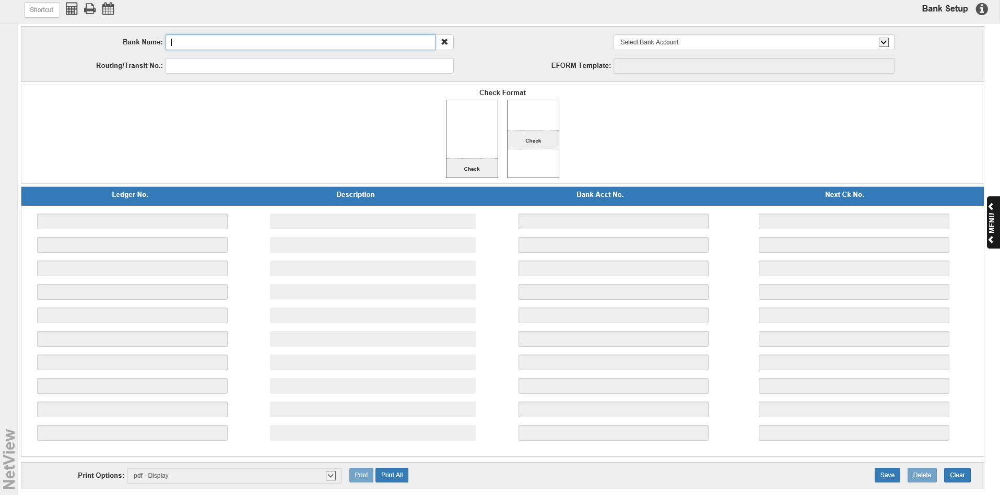 Shortcut
Bank Setup
Bank Name:
Select Bank Account
Routing/Transit No.:
EFORM Template:
Check Format
Check
Check
Ledger No. Description Bank Acct No. Next Ck No.
MENU
NetView
Print Options: pdf - Display Print Print All Save Delete Clear